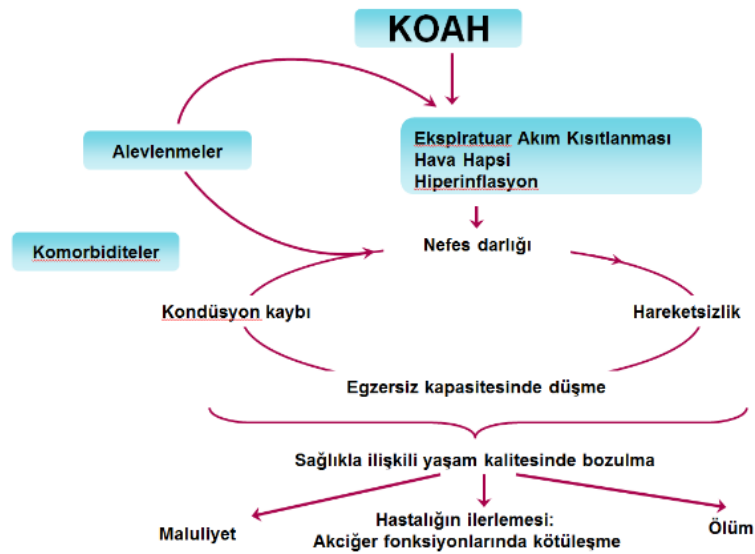 KOAH
Alevlenmeler
Ekspiratuar Akım Kısıtlanması
Hava Hapsi
Hiperinflasyon
Komorbiditeler
Nefes darlığı
Kondüsyon kaybı
Hareketsizlik
Egzersiz kapasitesinde düşme
Sağlıkla ilişkili yaşam kalitesinde bozulma
Maluliyet
Hastalığın ilerlemesi:
Akciğer fonksiyonlarında kötüleşme
Ölüm